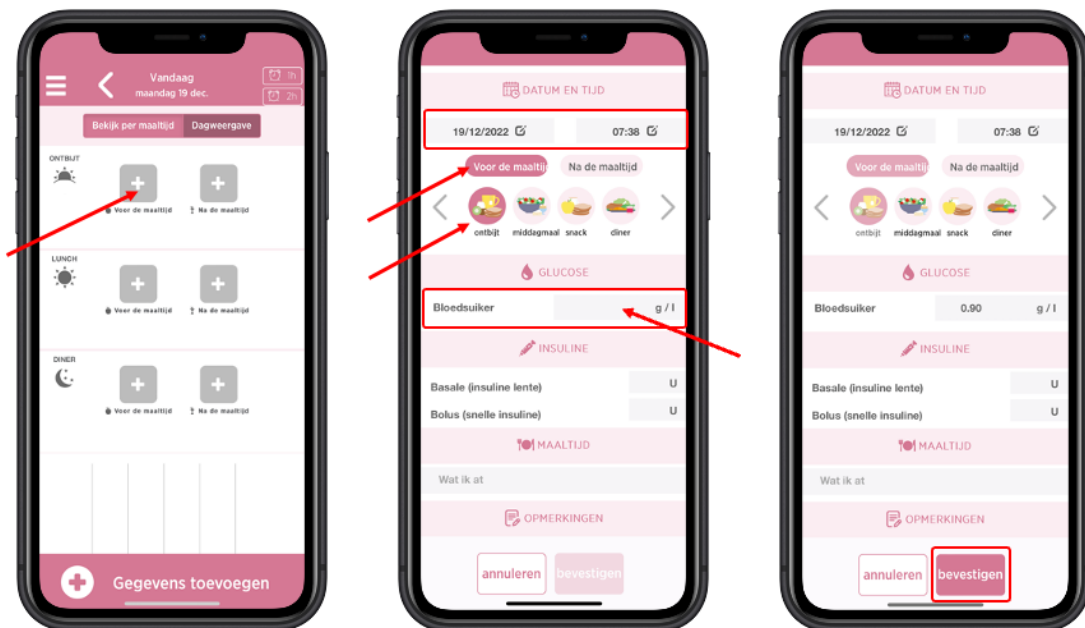 Vandaag
maandag 19 dec.
1h
2h
Bekijk per maaltijd Dagweergave
ONTBIJT
Voor de maaltijd Na de maaltijd
LUNCH
Voor de maaltijd Na de maaltijd
DINER
Voor de maaltijd Na de maaltijd
Gegevens toevoegen
DATUM EN TIJD
19/12/2022 07:38
Voor de maaltij Na de maaltijd
ontbijt middagmaal snack diner
GLUCOSE
Bloedsuiker g / l
INSULINE
Basale (insuline lente) U
Bolus (snelle insuline) U
MAALTIJD
Wat ik at
OPMERKINGEN
annuleren bevestigen
DATUM EN TIJD
19/12/2022 07:38
Voor de maaltij Na de maaltijd
ontbijt middagmaal snack diner
GLUCOSE
Bloedsuiker 0.90 g / l
INSULINE
Basale (insuline lente) U
Bolus (snelle insuline) U
MAALTIJD
Wat ik at
OPMERKINGEN
annuleren bevestigen